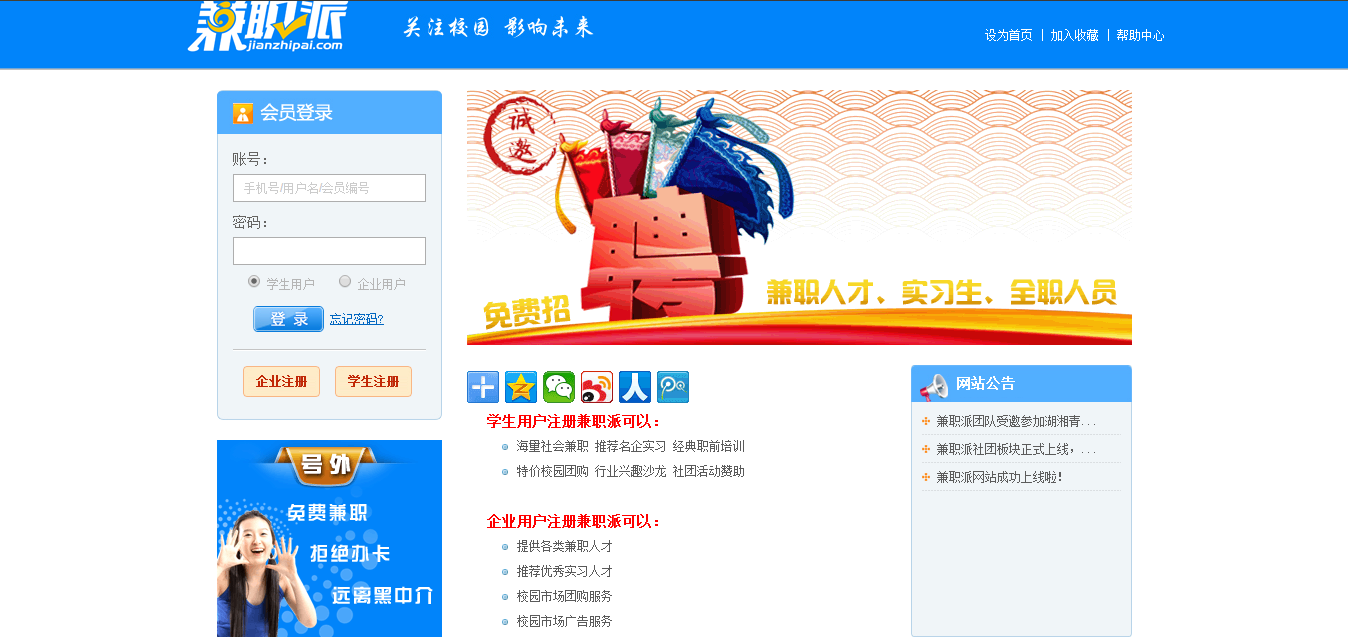 兼职派
jianzhipai.com
关注校园 影响未来
设为首页 | 加入收藏 | 帮助中心
会员登录
账号：
手机号/用户名/会员编号
密码：
学生用户 企业用户
登 录 忘记密码?
企业注册 学生注册
号外
免费兼职
拒绝办卡
远离黑中介
诚邀
免费招
兼职人才、实习生、全职人员
学生用户注册兼职派可以：
海量社会兼职 推荐名企实习 经典职前培训
特价校园团购 行业兴趣沙龙 社团活动赞助
企业用户注册兼职派可以：
提供各类兼职人才
推荐优秀实习人才
校园市场团购服务
校园市场广告服务
网站公告
兼职派团队受邀参加湖湘青...
兼职派社团板块正式上线，...
兼职派网站成功上线啦！